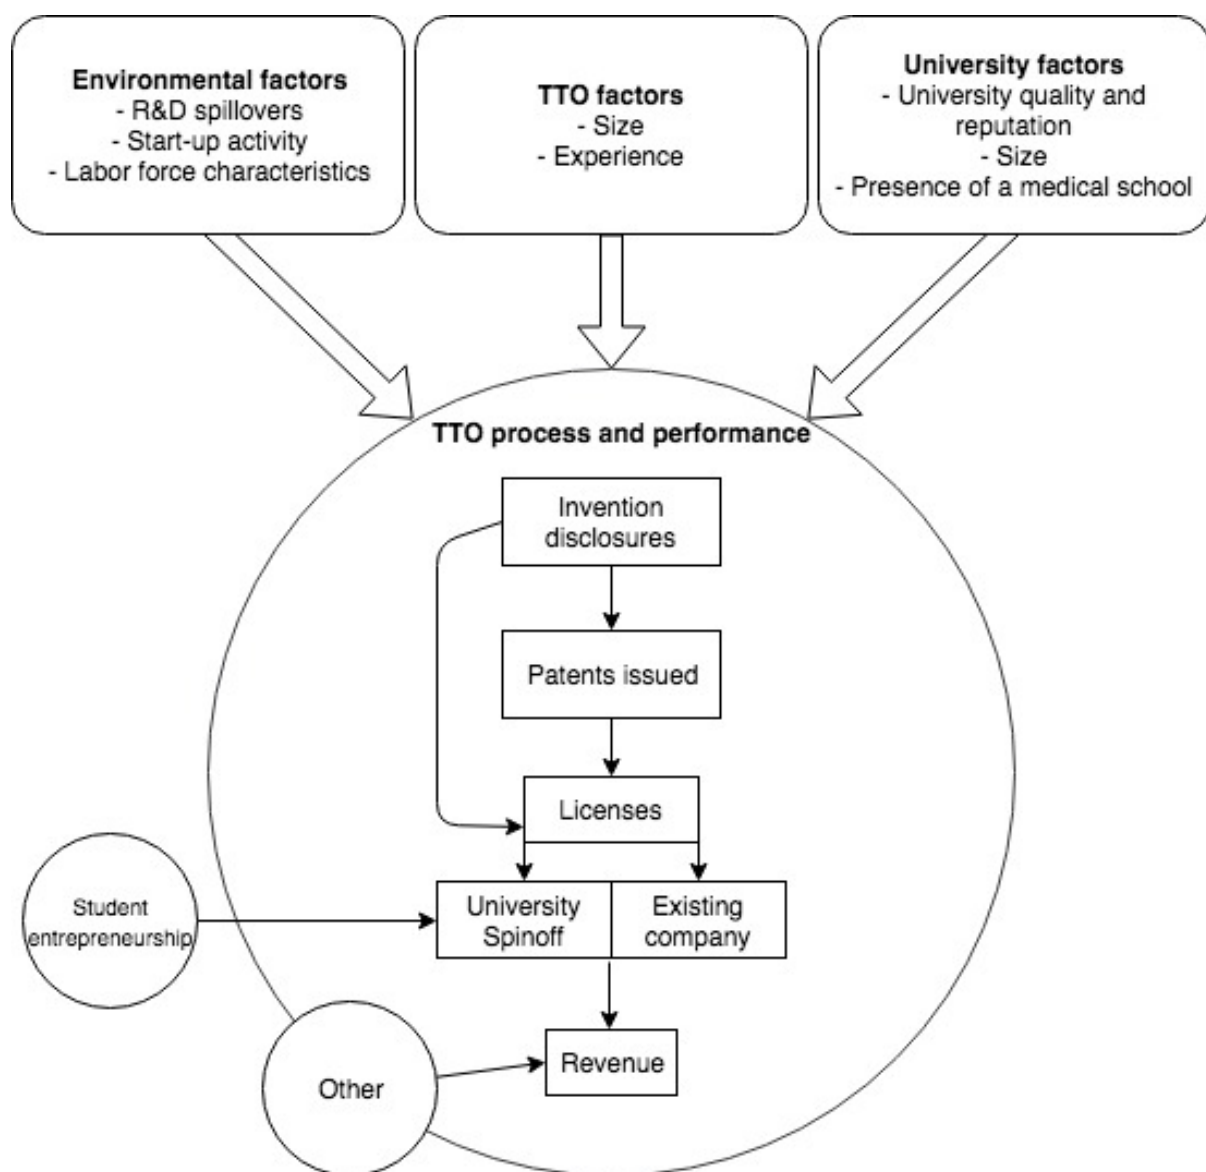 Environmental factors
- R&D spillovers
- Start-up activity
- Labor force characteristics
TTO factors
- Size
- Experience
University factors
- University quality and
reputation
- Size
- Presence of a medical school
TTO process and performance
Invention
disclosures
Patents issued
Licenses
University
Spinoff
Existing
company
Student
entrepreneurship
Revenue
Other